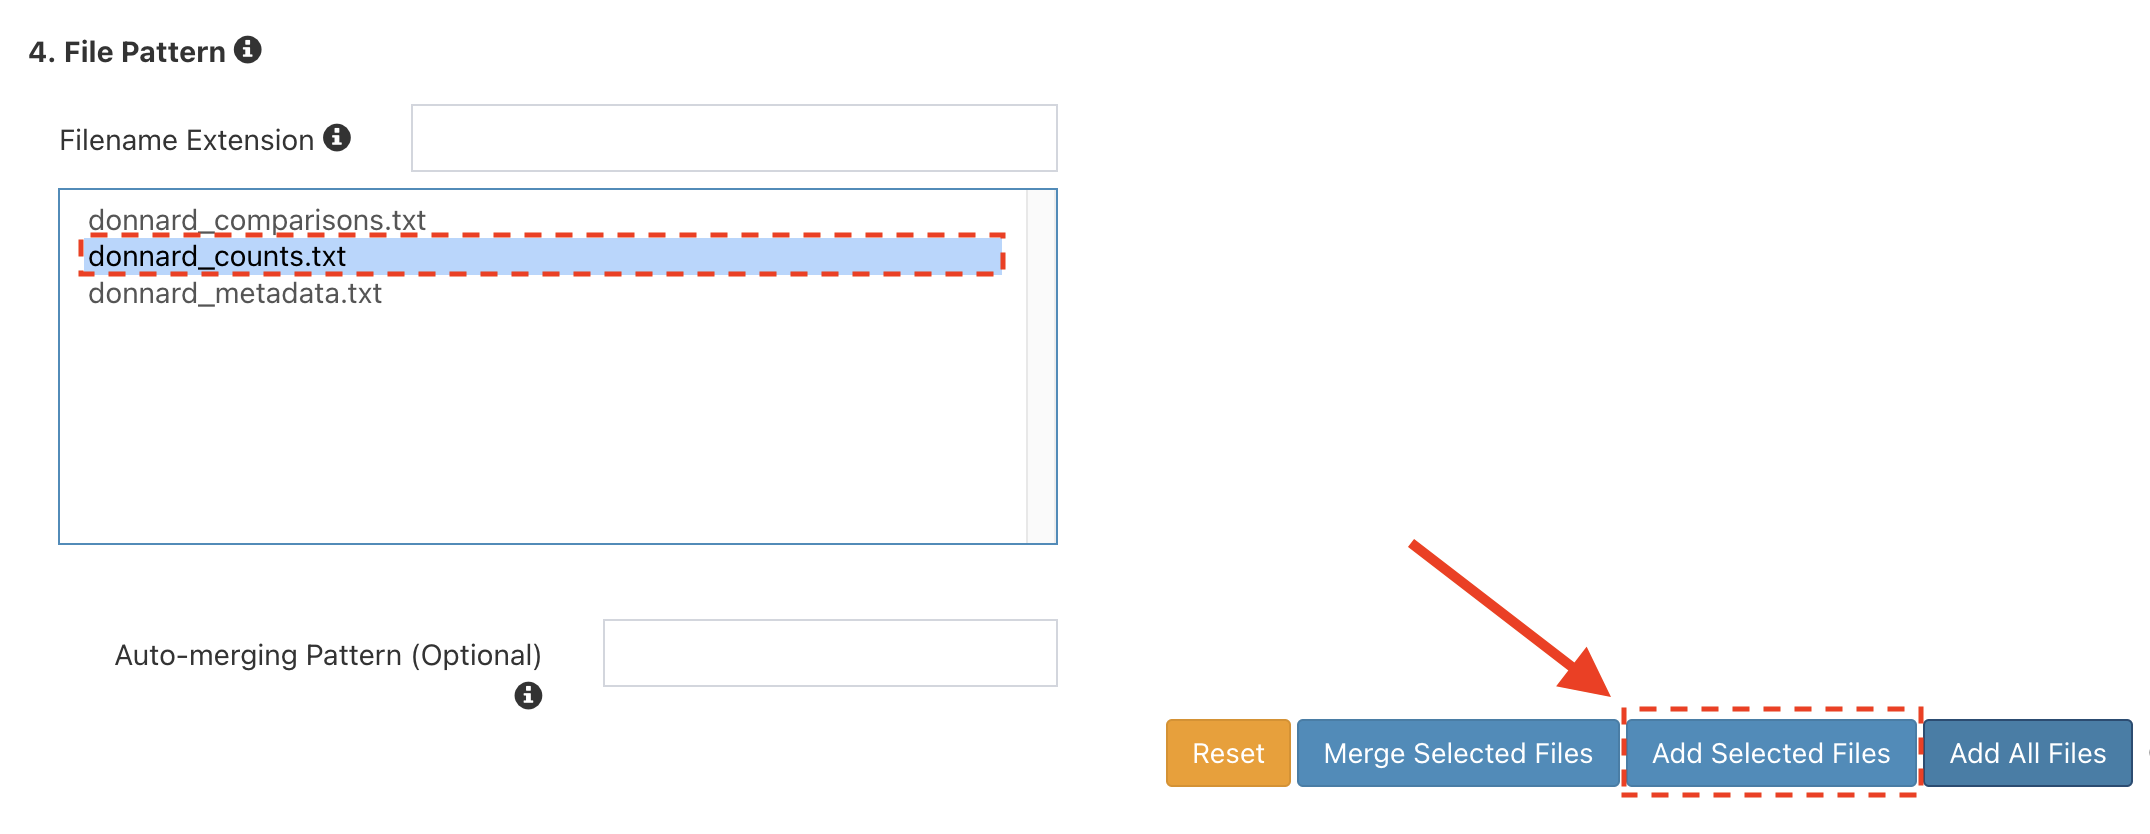 4. File Pattern
Filename Extension
donnard_comparisons.txt
donnard_counts.txt
donnard_metadata.txt
Auto-merging Pattern (Optional)
Reset
Merge Selected Files
Add Selected Files
Add All Files